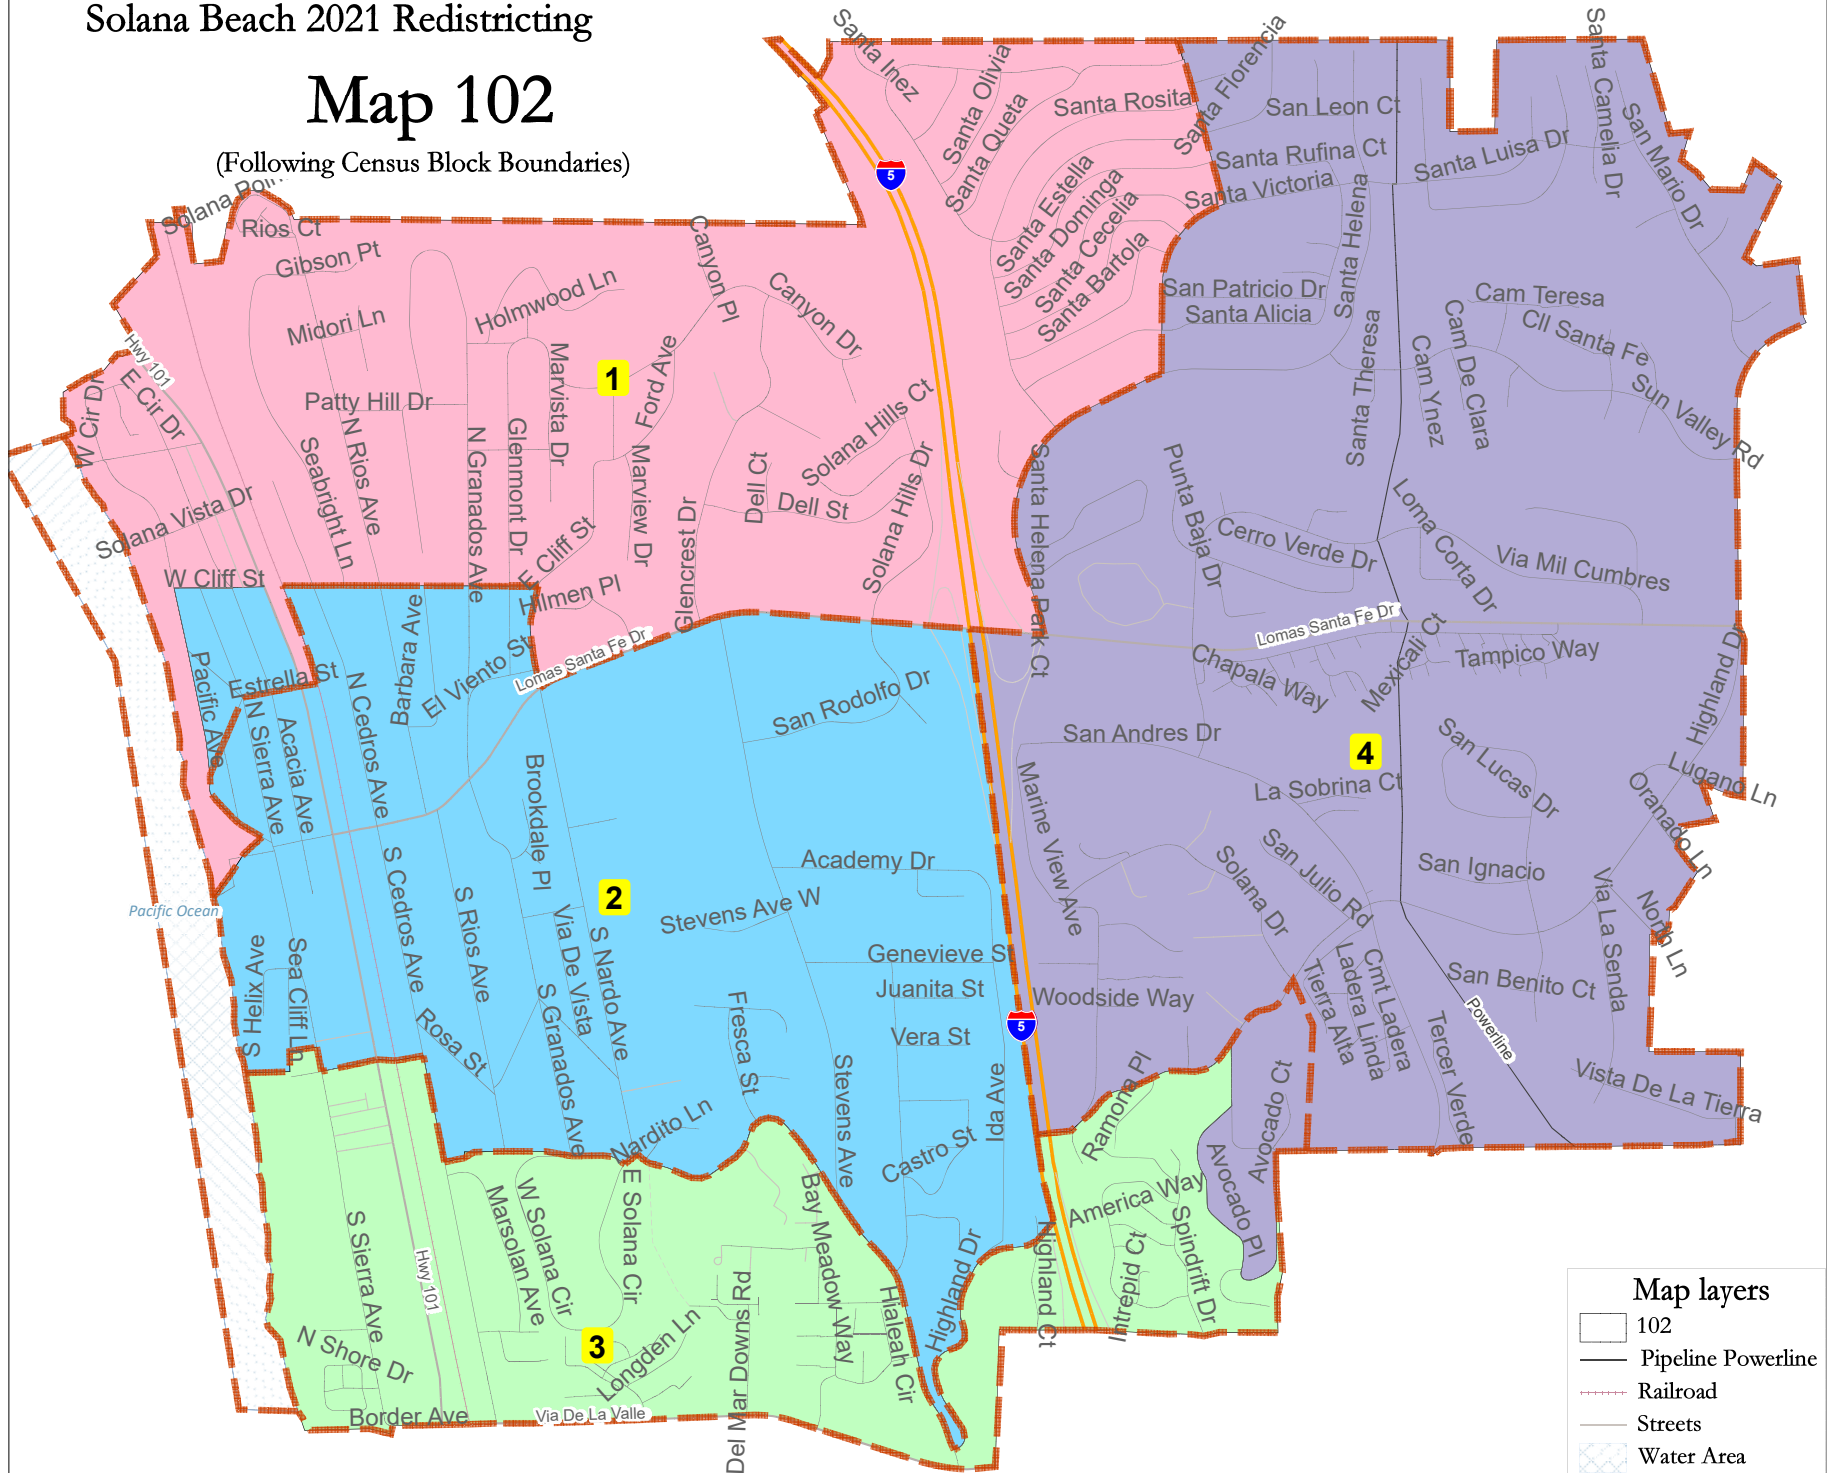 Solana Beach 2021 Redistricting
Map 102
(Following Census Block Boundaries)
Santa Inez
Santa Olivia
Santa Queta
Santa Rosita
Santa Florencia
San Leon Ct
Santa Camelia Dr
San Mario Dr
Santa Rufina Ct
Santa Luisa Dr
Santa Victoria
Santa Helena
Santa Estella
Santa Dominga
Santa Cecelia
Santa Bartola
5
Rios Ct
Gibson Pt
Midori Ln
Holmwood Ln
Canyon Pl
Canyon Dr
San Patricio Dr
Santa Alicia
Santa Theresa
Cam Teresa
Cll Santa Fe
Cam De Clara
Cam Ynez
Sun Valley Rd
Hwy 101
W Cir Dr
E Cir Dr
Patty Hill Dr
N Rios Ave
Seabright Ln
N Granados Ave
Glenmont Dr
Marvista Dr
1
Ford Ave
Marview Dr
E Cliff St
Glencrest Dr
Dell Ct
Dell St
Solana Hills Ct
Solana Hills Dr
Santa Helena Park Ct
Punta Baja Dr
Cerro Verde Dr
Loma Corta Dr
Via Mil Cumbres
Solana Vista Dr
W Cliff St
Hilmen Pl
Lomas Santa Fe Dr
Lomas Santa Fe Dr
Barbara Ave
El Viento St
Estrella St
Pacific Ave
N Sierra Ave
Acacia Ave
N Cedros Ave
San Rodolfo Dr
Chapala Way
Mexicali Ct
Tampico Way
Highland Dr
San Andres Dr
4
San Lucas Dr
La Sobrina Ct
Lugano Ln
Oranado Ln
Brookdale Pl
Marine View Ave
Academy Dr
Stevens Ave W
2
S Cedros Ave
S Rios Ave
Via De Vista
S Nardo Ave
Solana Dr
San Julio Rd
San Ignacio
Via La Senda
North Ln
Pacific Ocean
S Helix Ave
Sea Cliff Ln
Genevieve St
Juanita St
Vera St
Woodside Way
5
Tierra Alta
Ladera Linda
Cmt Ladera
San Benito Ct
Powerline
Tercer Verde
Vista De La Tierra
Rosa St
S Granados Ave
Fresca St
Stevens Ave
Ida Ave
Nardito Ln
Castro St
Ramona Pl
Avocado Ct
Avocado Pl
America Way
Spindrift Dr
Intrepid Ct
Highland Ct
Highland Dr
S Sierra Ave
Hwy 101
Marsolan Ave
W Solana Cir
E Solana Cir
Bay Meadow Way
Hialeah Cir
Del Mar Downs Rd
3
Longden Ln
N Shore Dr
Border Ave
Via De La Valle
Map layers
102
Pipeline Powerline
Railroad
Streets
Water Area